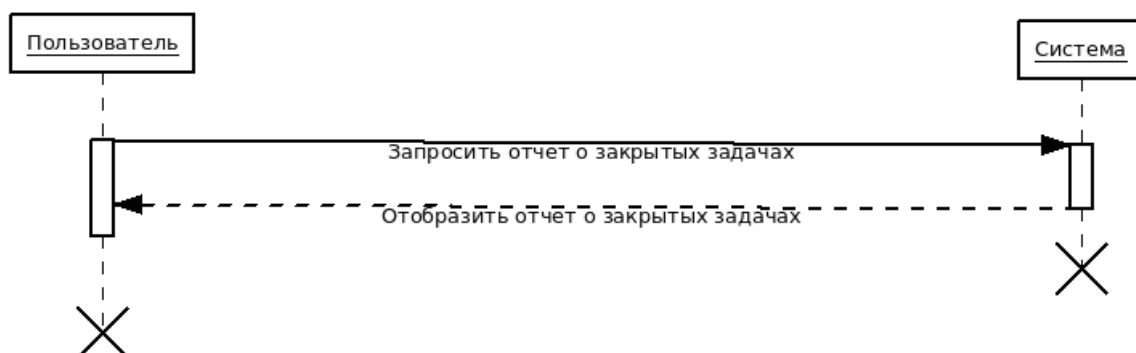 Пользователь
Система
Запросить отчет о закрытых задачах
Отобразить отчет о закрытых задачах